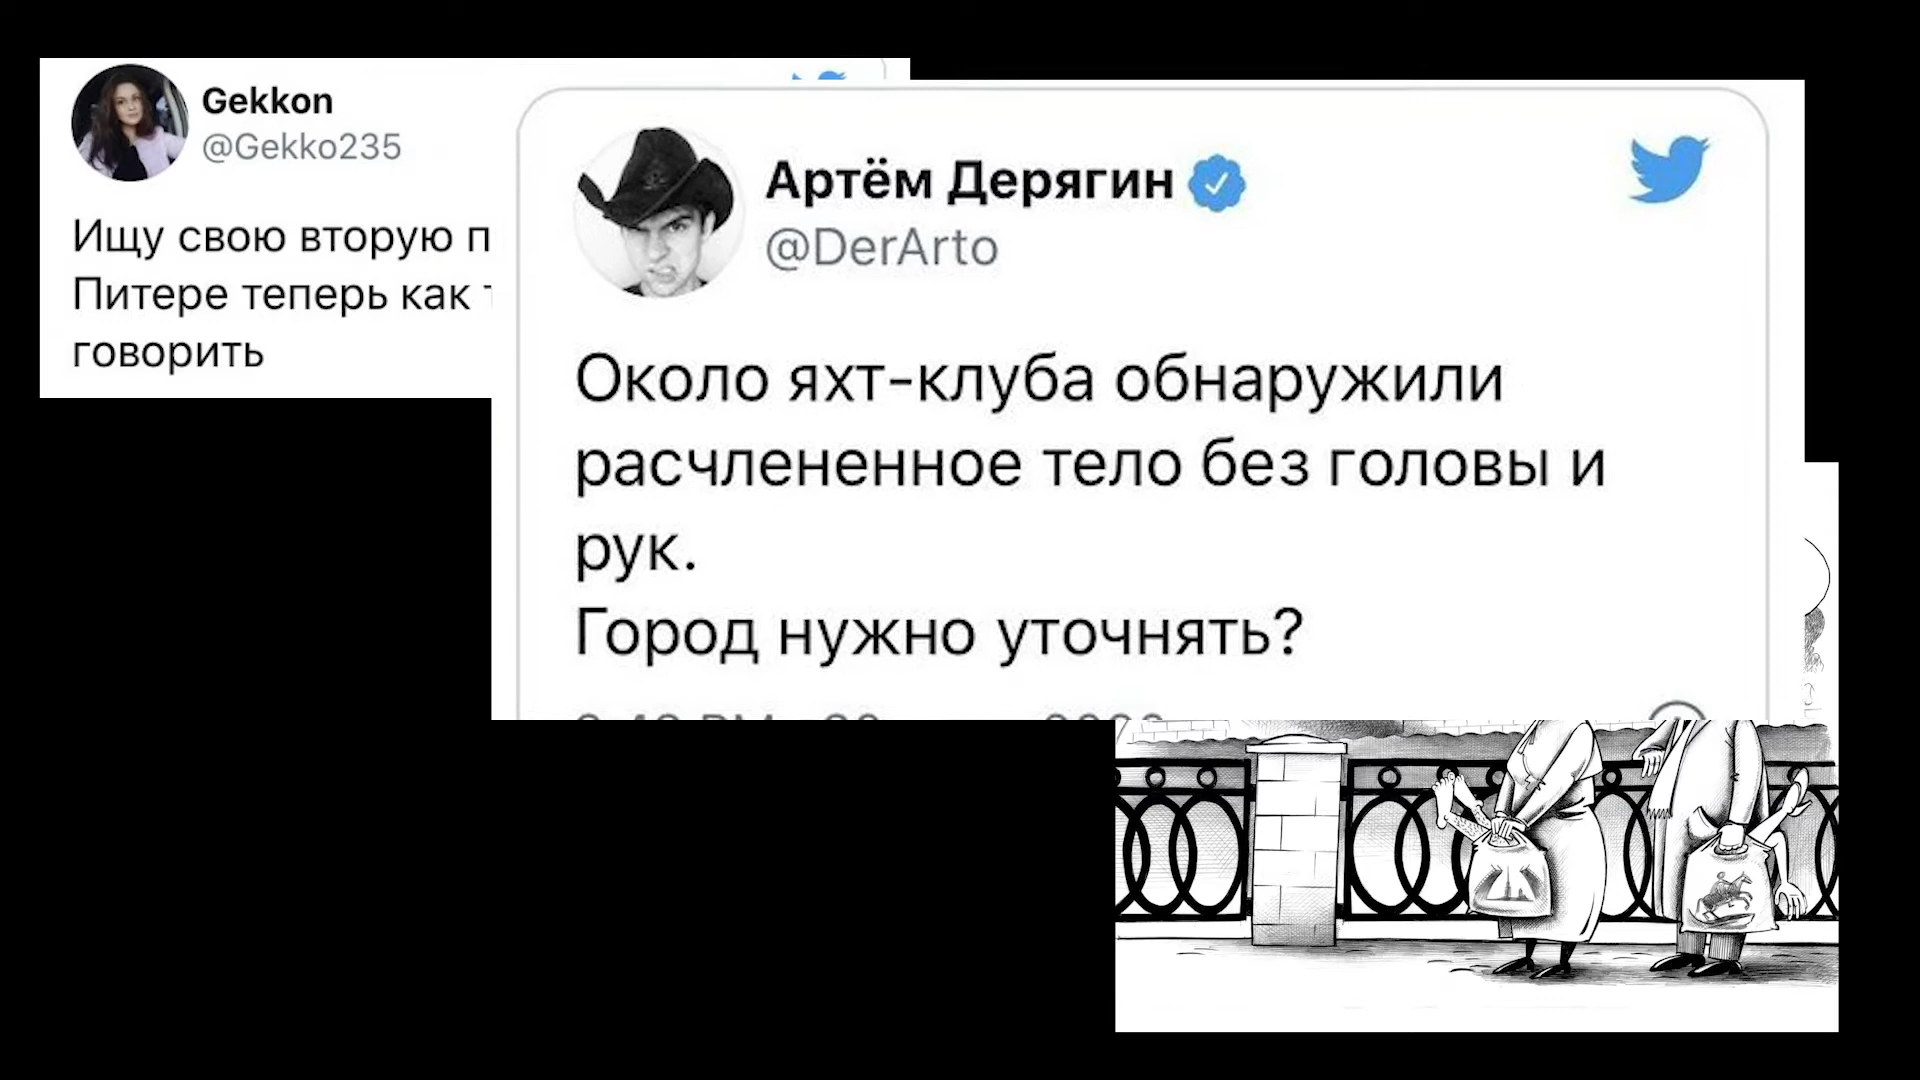 Gekkon
@Gekko235
Ищу свою вторую
Питере теперь как
говорить
Артём Дерягин
@DerArto
Около яхт-клуба обнаружили
расчлененное тело без головы и
рук.
Город нужно уточнять?